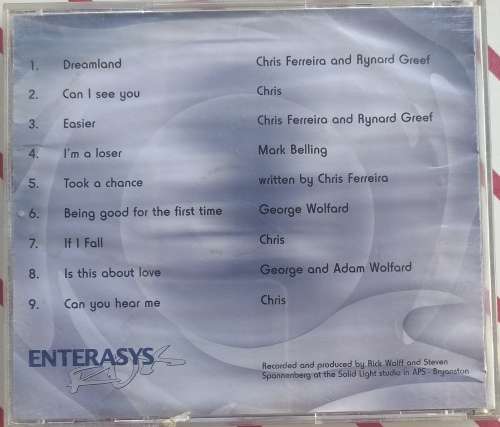 1. Dreamland Chris Ferreira and Rynard Greef
2. Can I see you Chris
3. Easier Chris Ferreira and Rynard Greef
4. I'm a loser Mark Belling
5. Took a chance written by Chris Ferreira
6. Being good for the first time George Wolfard
7. If I Fall Chris
8. Is this about love George and Adam Wolfard
9. Can you hear me Chris
ENTERASYS
Recorded and produced by Rick Wolff and Steven
Spannenberg at the Solid Light studio in APS - Bryanston